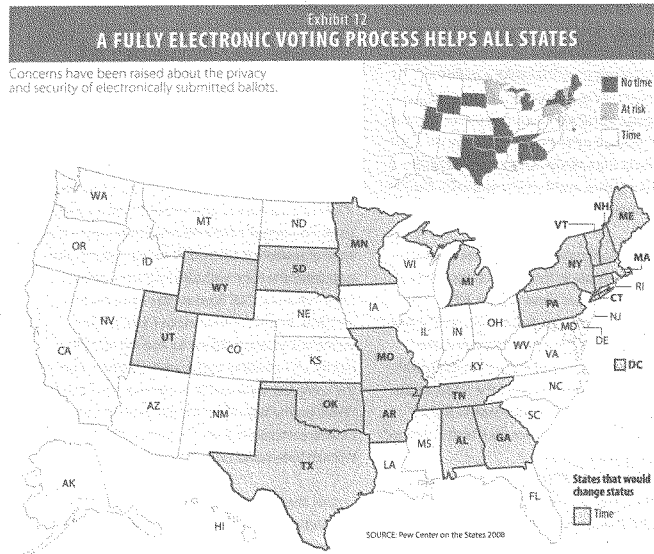 Exhibit 12
A FULLY ELECTRONIC VOTING PROCESS HELPS ALL STATES
Concerns have been raised about the privacy
and security of electronically submitted ballots.
No time
At risk
Time
WA
MT
ND
MN
OR
ID
WY
SD
WI
MI
NY
VT
NH
ME
MA
RI
CT
PA
NJ
MD
DE
DC
NV
UT
CO
NE
IA
IL
IN
OH
WV
VA
CA
AZ
NM
KS
MO
KY
NC
OK
AR
TN
SC
TX
LA
MS
AL
GA
FL
AK
HI
States that would
change status
Time
SOURCE: Pew Center on the States 2008